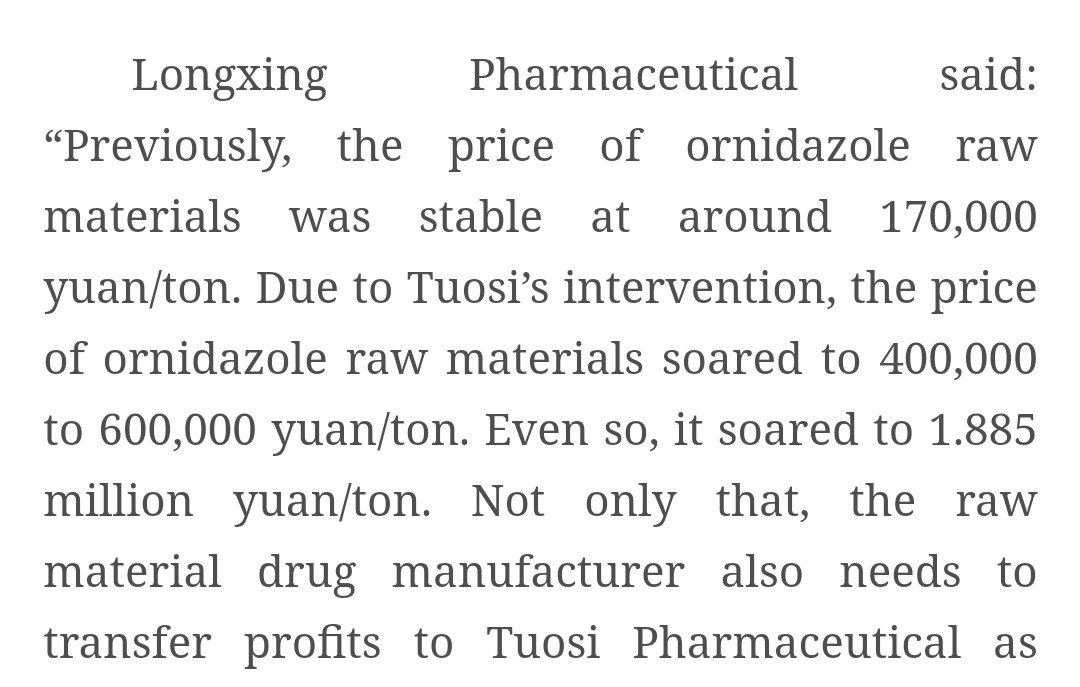 Longxing Pharmaceutical said:
“Previously, the price of ornidazole raw
materials was stable at around 170,000
yuan/ton. Due to Tuosi’s intervention, the price
of ornidazole raw materials soared to 400,000
to 600,000 yuan/ton. Even so, it soared to 1.885
million yuan/ton. Not only that, the raw
material drug manufacturer also needs to
transfer profits to Tuosi Pharmaceutical as